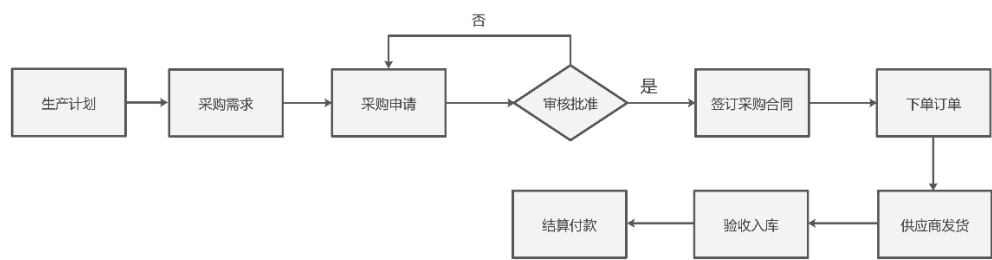 否
生产计划
采购需求
采购申请
审核批准
是
签订采购合同
下单订单
供应商发货
验收入库
结算付款